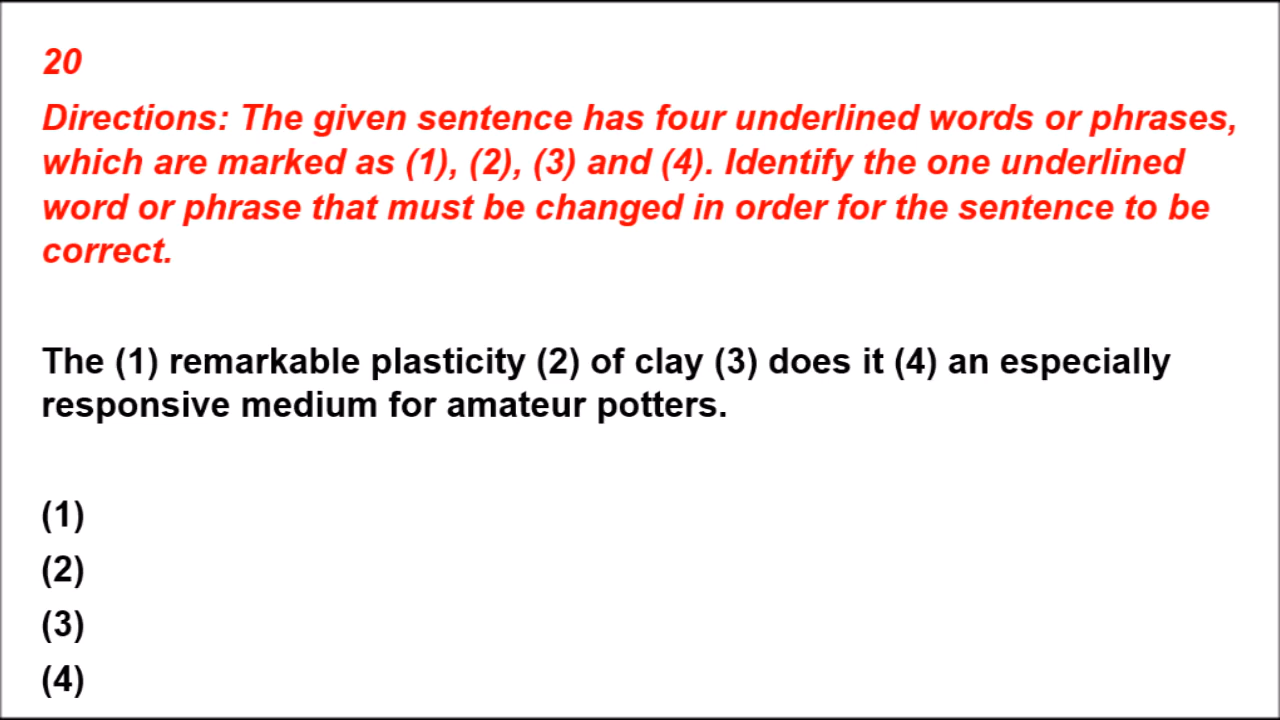 20
Directions: The given sentence has four underlined words or phrases,
which are marked as (1), (2), (3) and (4). Identify the one underlined
word or phrase that must be changed in order for the sentence to be
correct.
The (1) remarkable plasticity (2) of clay (3) does it (4) an especially
responsive medium for amateur potters.
(1)
(2)
(3)
(4)